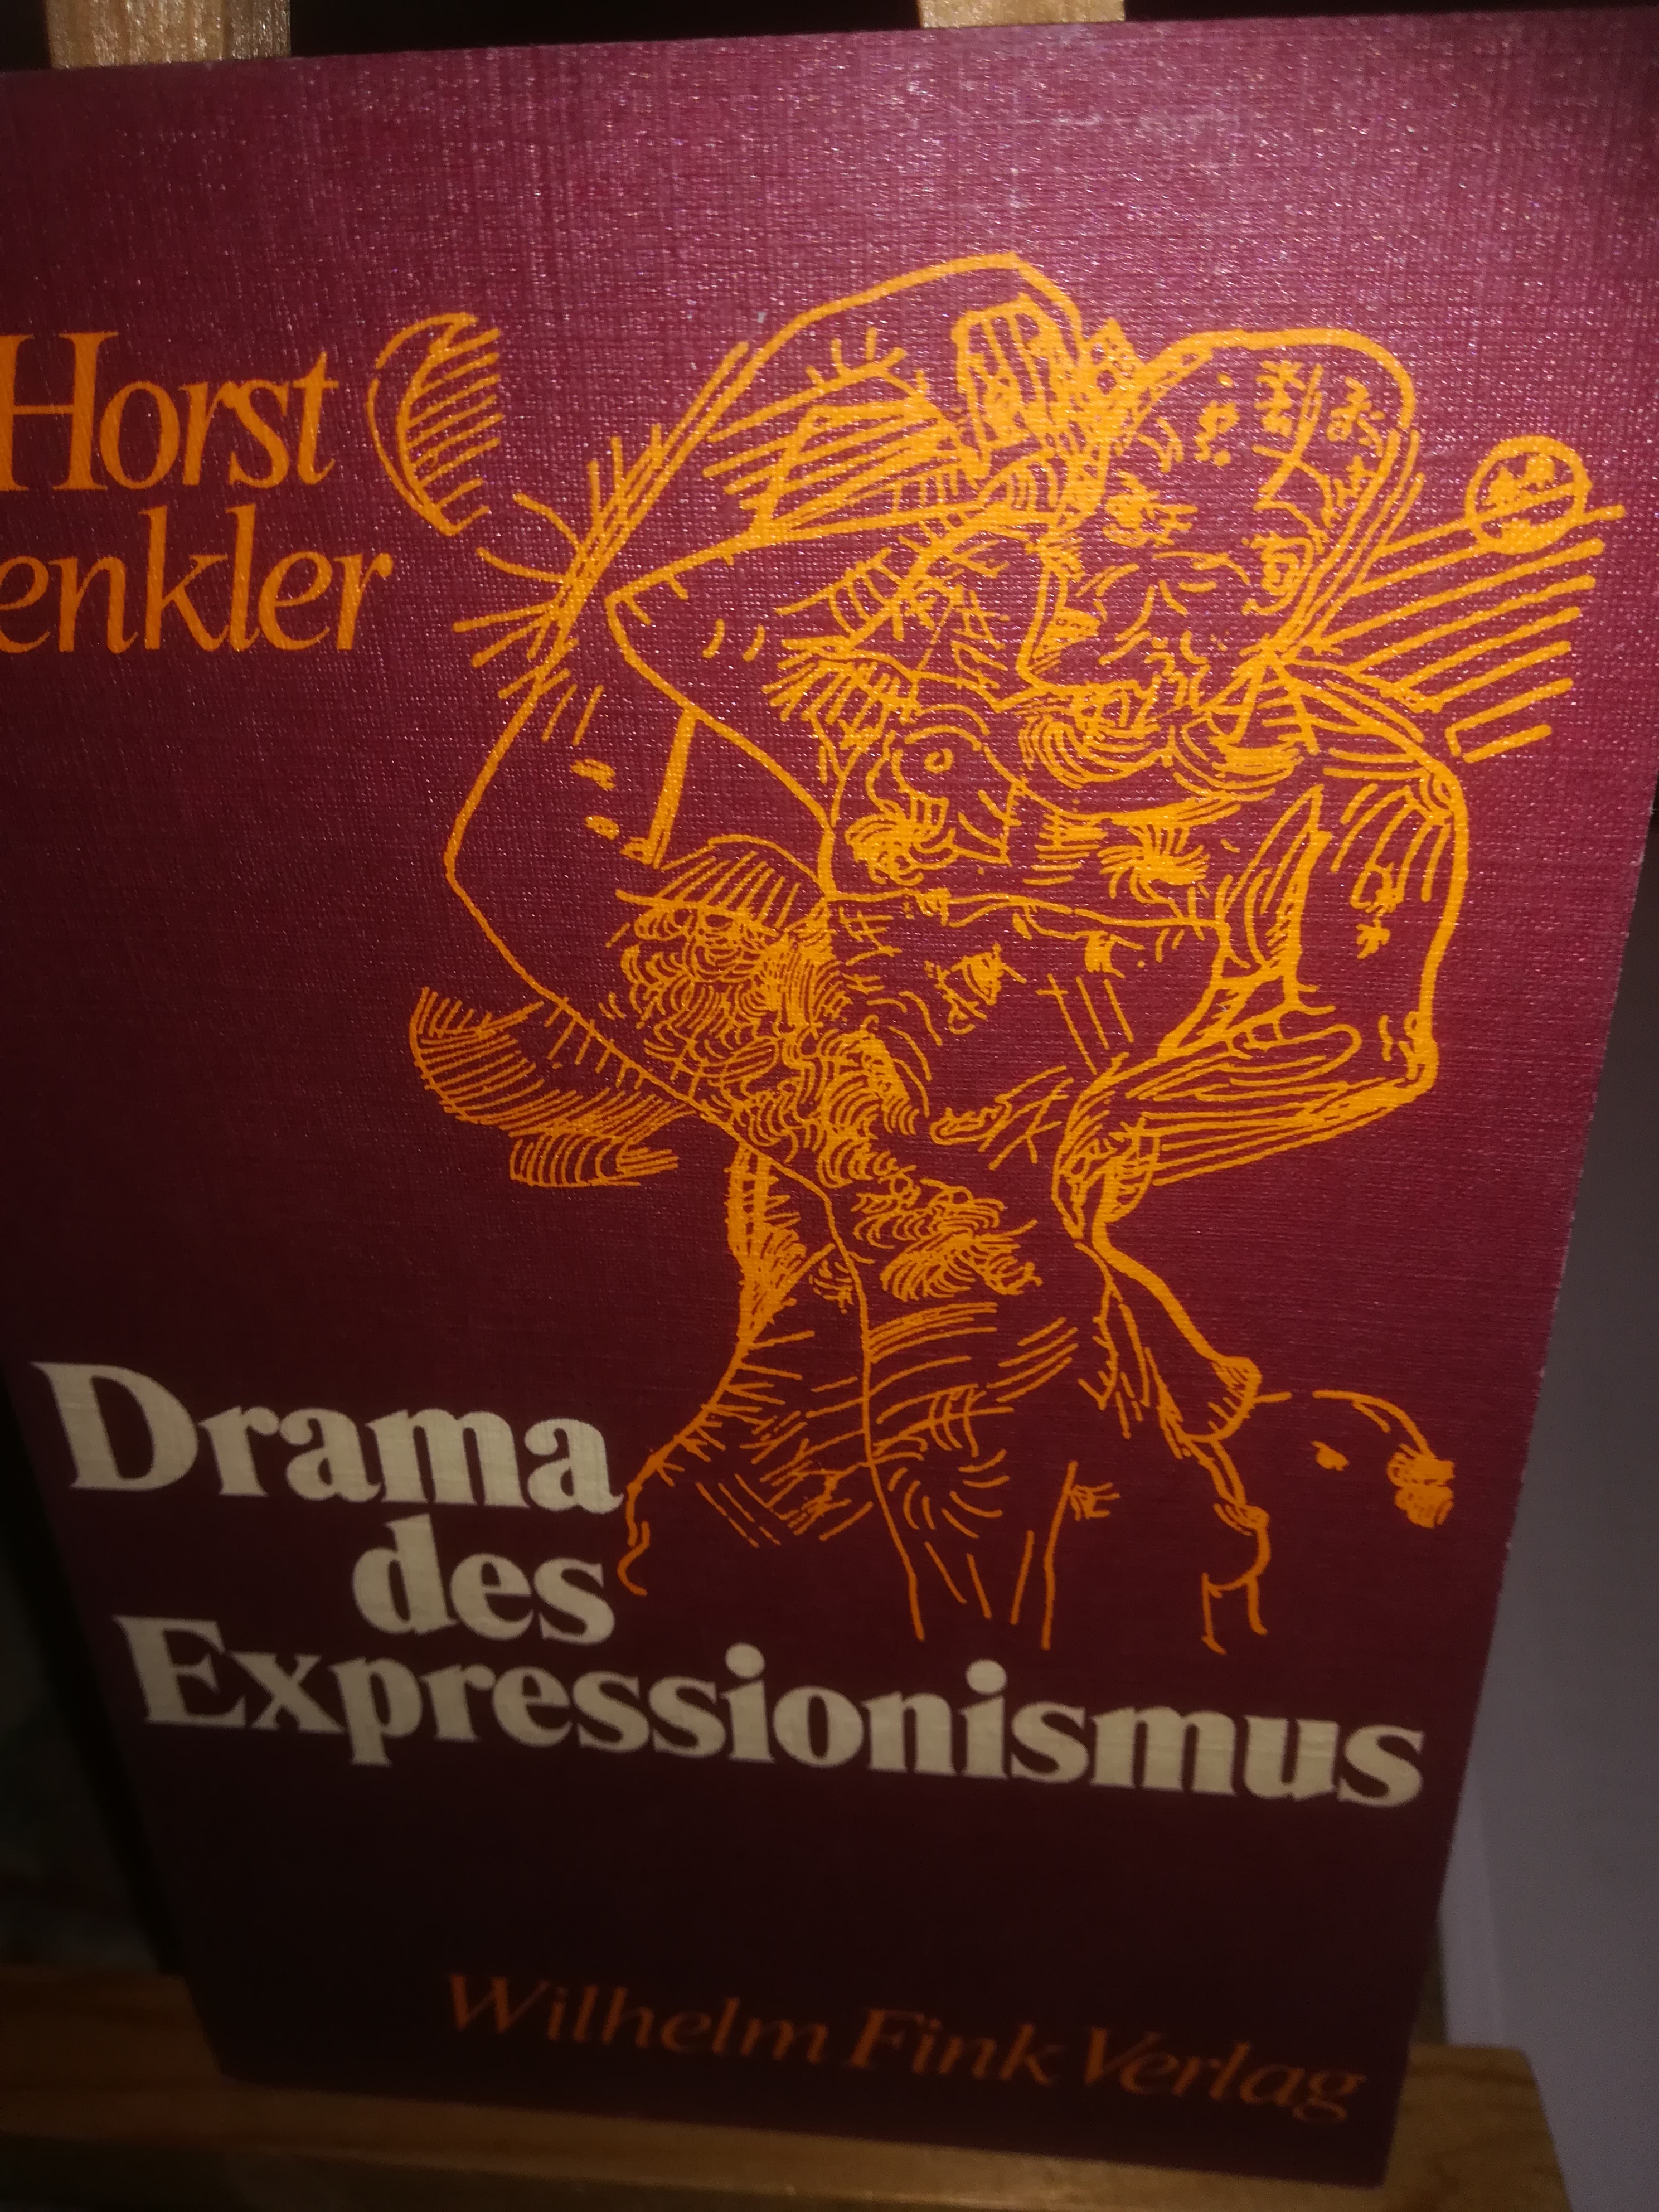 Horst
enkler
Drama
des
Expressionismus
Wilhelm Fink Verlag